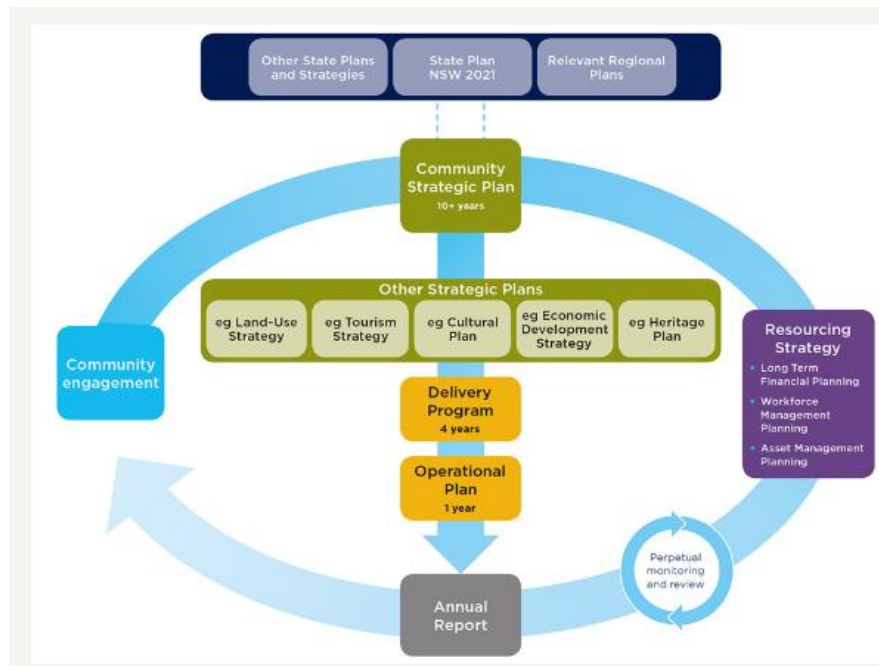 Other State Plans
and Strategies
State Plan
NSW 2021
Relevant Regional
Plans
Community
Strategic Plan
10+ years
Other Strategic Plans
eg Land-Use
Strategy
eg Tourism
Strategy
eg Cultural
Plan
eg Economic
Development
Strategy
eg Heritage
Plan
Community
engagement
Resourcing
Strategy
• Long Term
Financial Planning
• Workforce
Management
Planning
• Asset Management
Planning
Delivery
Program
4 years
Operational
Plan
1 year
Perpetual
monitoring
and review
Annual
Report